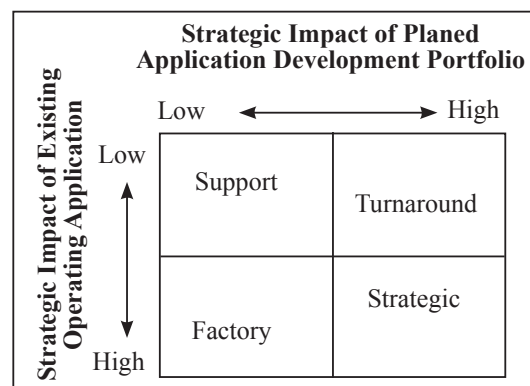 Strategic Impact of Planed
Application Development Portfolio
Low
High
Strategic Impact of Existing
Operating Application
Low
High
Support
Turnaround
Factory
Strategic